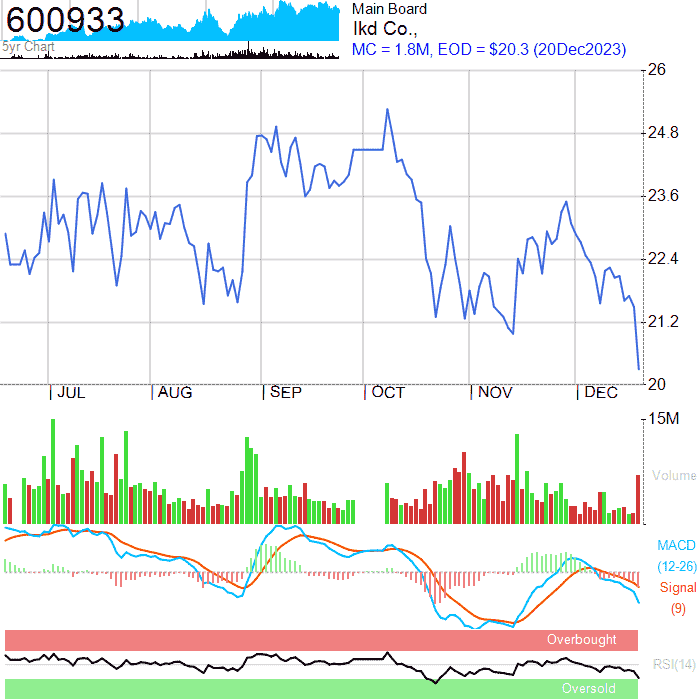 600933
5yr Chart
Main Board
Ikd Co.,
MC = 1.8M, EOD = $20.3 (20Dec2023)
26
24.8
23.6
22.4
21.2
20
JUL
AUG
SEP
OCT
NOV
DEC
15M
Volume
MACD
(12-26)
Signal
(9)
Overbought
RSI(14)
Oversold